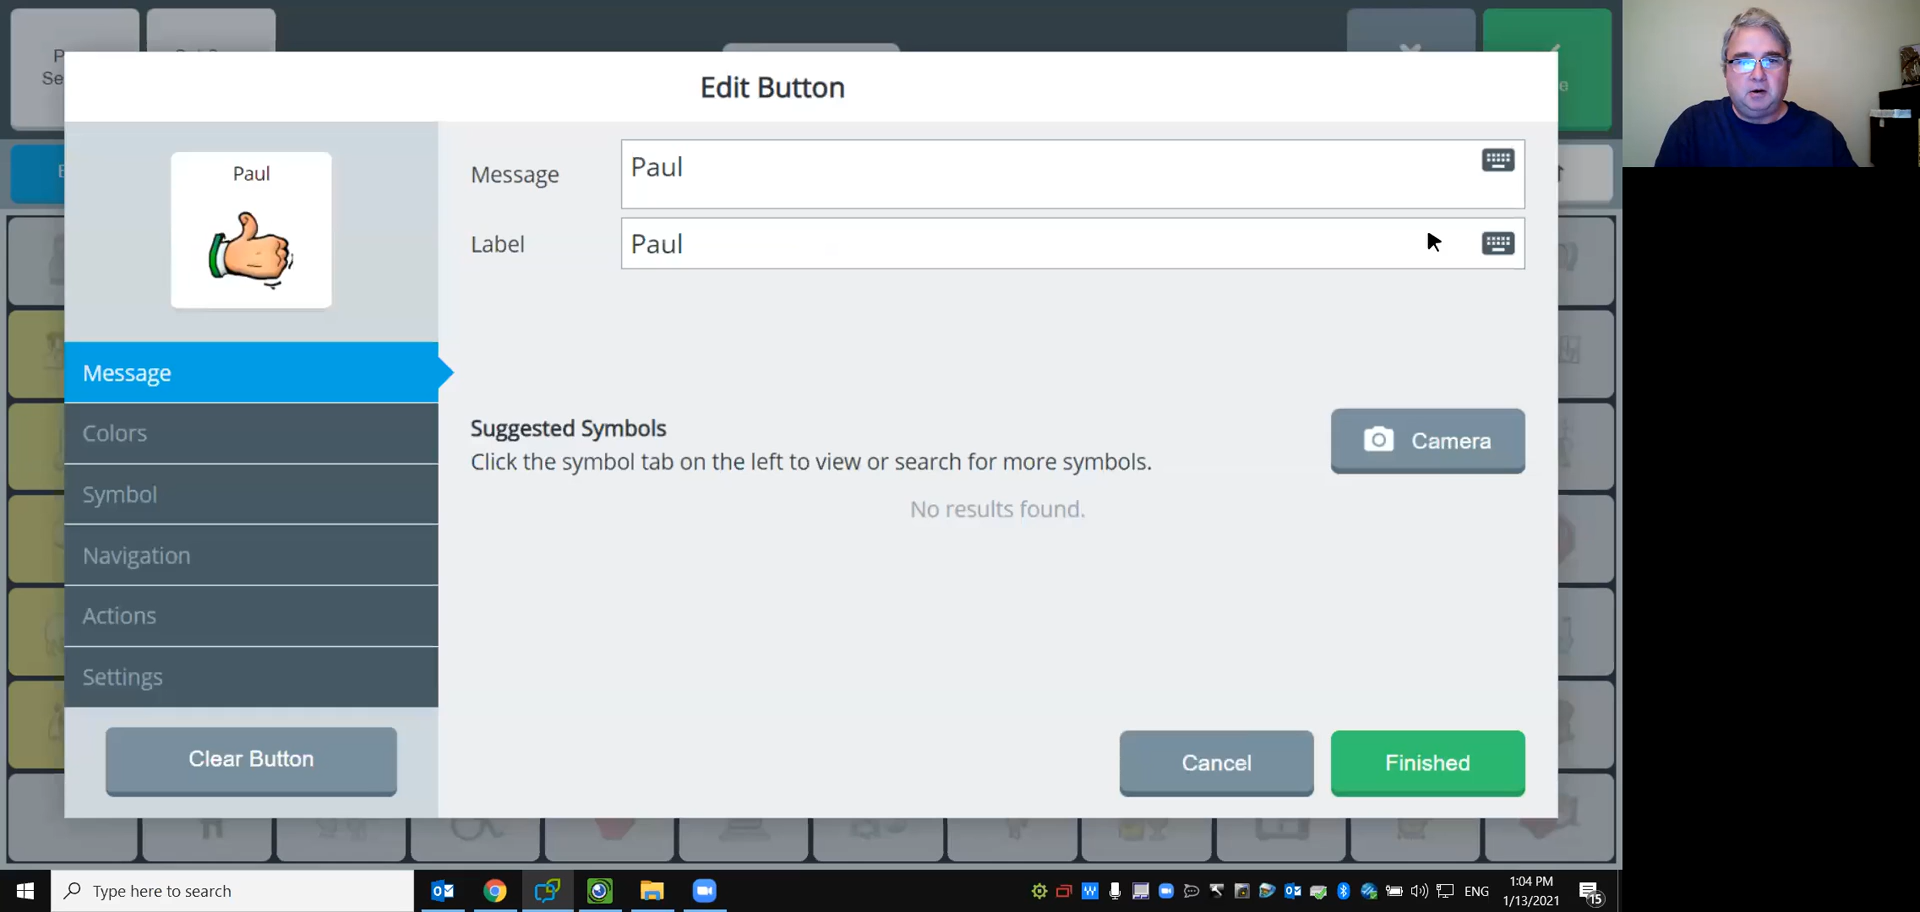 Edit Button
Paul
Message
Paul
Label
Paul
Message
Colors
Symbol
Navigation
Actions
Settings
Clear Button
Suggested Symbols
Click the symbol tab on the left to view or search for more symbols.
Camera
No results found.
Cancel
Finished
Type here to search
ENG
1:04 PM
1/13/2021
15